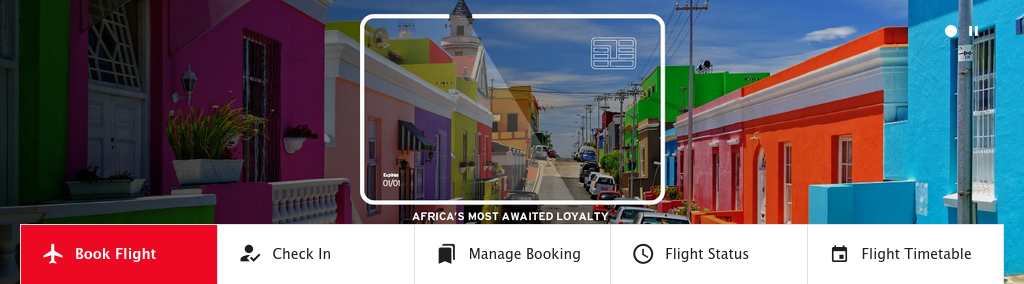 Expires
01/01
AFRICA'S MOST AWAITED LOYALTY
Book Flight
Check In
Manage Booking
Flight Status
Flight Timetable